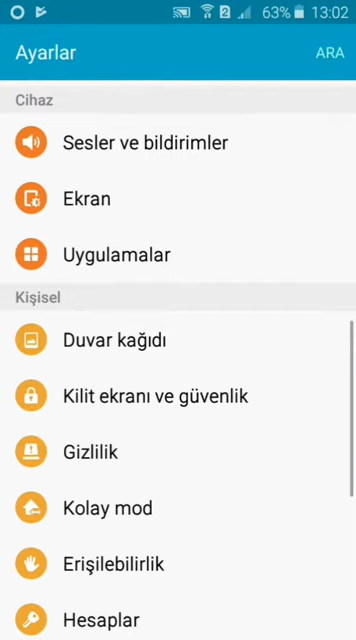 2 63% 13:02
Ayarlar ARA
Cihaz
Sesler ve bildirimler
Ekran
Uygulamalar
Kişisel
Duvar kağıdı
Kilit ekranı ve güvenlik
Gizlilik
Kolay mod
Erişilebilirlik
Hesaplar